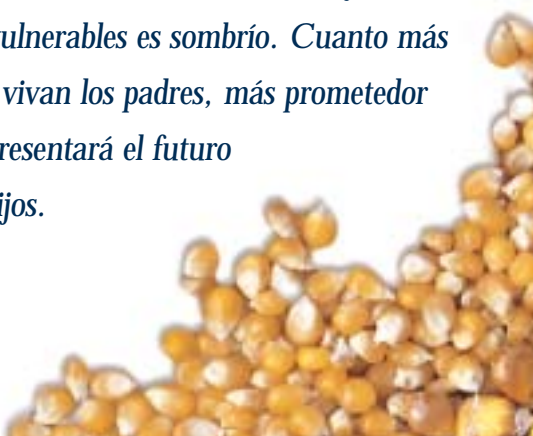 ulnerables es sombrío. Cuanto más
vivan los padres, más prometedor
resentará el futuro
ijos.